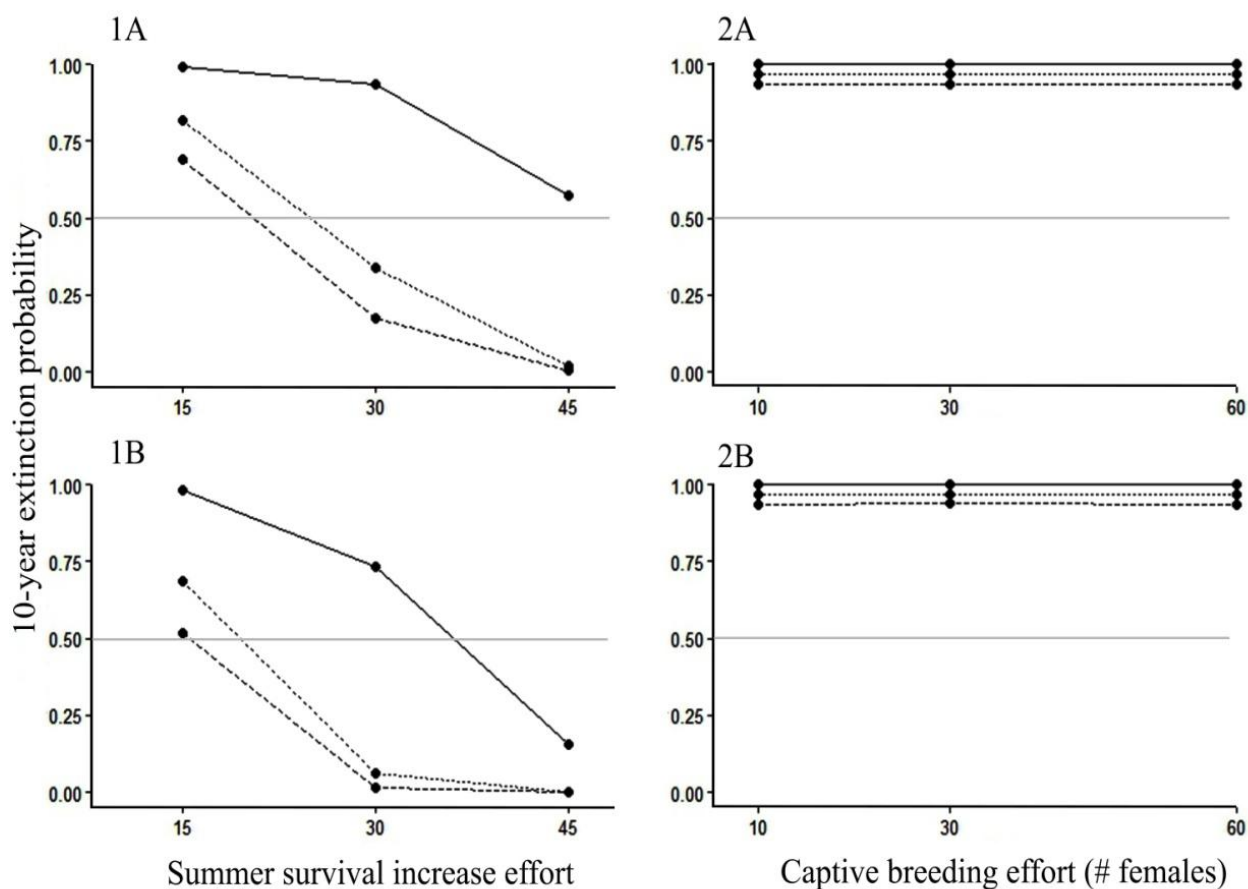 1A
1.00
0.75
0.50
0.25
0.00
15 30 45
2A
1.00
0.75
0.50
0.25
0.00
10 30 60
1B
1.00
0.75
0.50
0.25
0.00
15 30 45
2B
1.00
0.75
0.50
0.25
0.00
10 30 60
10-year extinction probability
Summer survival increase effort
Captive breeding effort (# females)